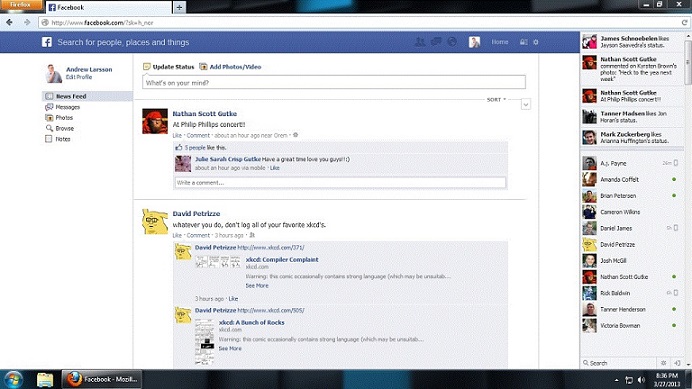 Firefox
Facebook
http://www.facebook.com/?sk=h_nor
Search for people, places and things
Home
Andrew Larsson
Edit Profile
News Feed
Messages
Photos
Browse
Notes
Update Status Add Photos/Video
What's on your mind?
SORT
Nathan Scott Gutke
At Philip Phillips concert!!
Like · Comment · about an hour ago near Orem ·
5 people like this.
Julie Sarah Crisp Gutke Have a great time love you guys!! :)
about an hour ago via mobile · Like
Write a comment...
David Petrizze
whatever you do, don't log all of your favorite xkcd's.
Like · Comment · 3 hours ago ·
David Petrizze http://www.xkcd.com/371/
xkcd: Compiler Complaint
xkcd.com
Warning: this comic occasionally contains strong language (which may be unsuitab...
See More
3 hours ago · Like
David Petrizze http://www.xkcd.com/505/
xkcd: A Bunch of Rocks
xkcd.com
Warning: this comic occasionally contains strong language (which may be unsuitab...
See More
James Schnoebelen likes
Jayson Saavedra's status.
Nathan Scott Gutke
commented on Kyrsten Brown's
photo: "Heck to the yea next
week"
Nathan Scott Gutke
At Philip Phillips concert!!
Tanner Madsen likes Jon
Horan's status.
Mark Zuckerberg likes
Arianna Huffington's status.
A.j. Payne 26m
Amanda Coffelt
Brian Petersen
Cameron Wilkins
Daniel James 1h
David Petrizze
Josh McGill
Nathan Scott Gutke
Rick Baldwin 4h
Tanner Henderson
Victoria Bowman
Search
Facebook - Mozil...
8:36 PM
3/27/2013